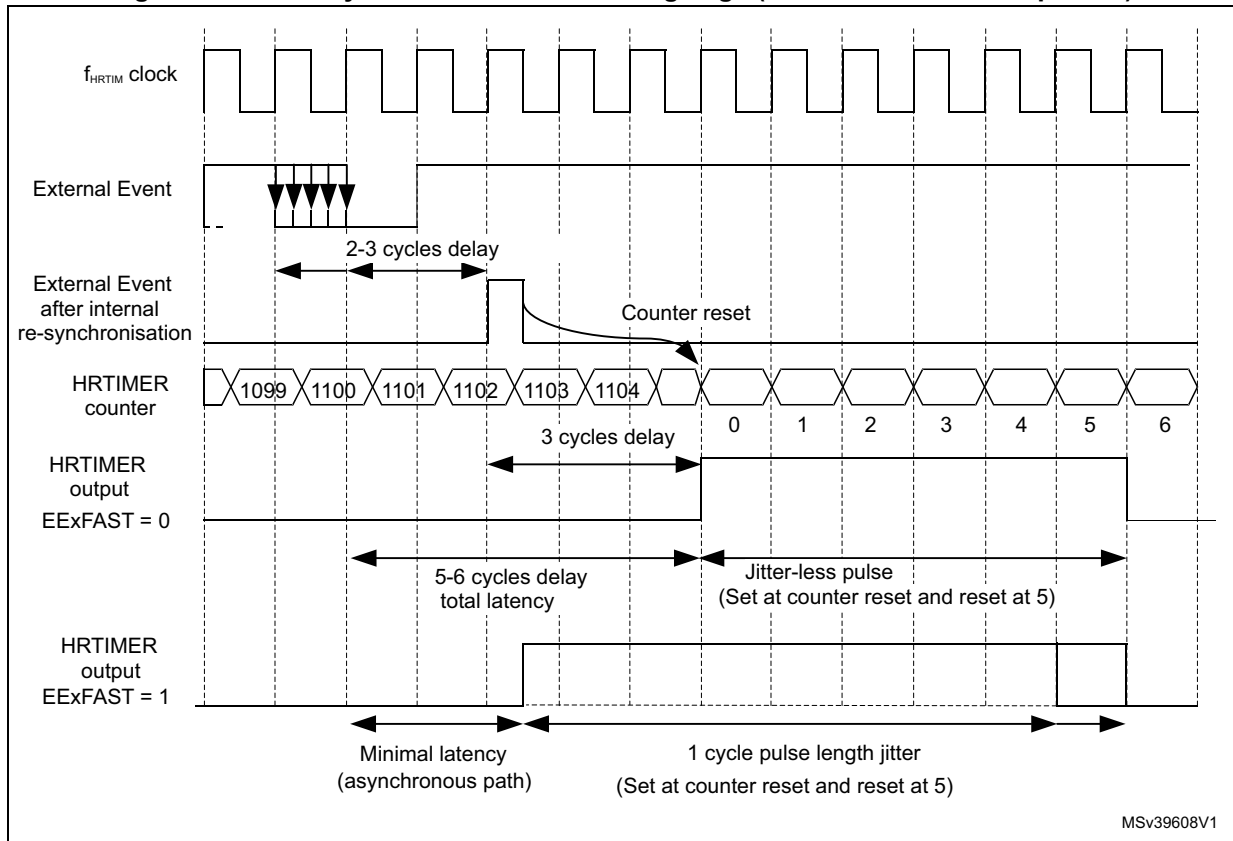 f HRTIM clock
External Event
2-3 cycles delay
External Event
after internal
re-synchronisation
Counter reset
HRTIMER
counter
1099 1100 1101 1102 1103 1104
0 1 2 3 4 5 6
3 cycles delay
HRTIMER
output
EExFAST = 0
5-6 cycles delay
total latency
Jitter-less pulse
(Set at counter reset and reset at 5)
HRTIMER
output
EExFAST = 1
Minimal latency
(asynchronous path)
1 cycle pulse length jitter
(Set at counter reset and reset at 5)
MSv39608V1